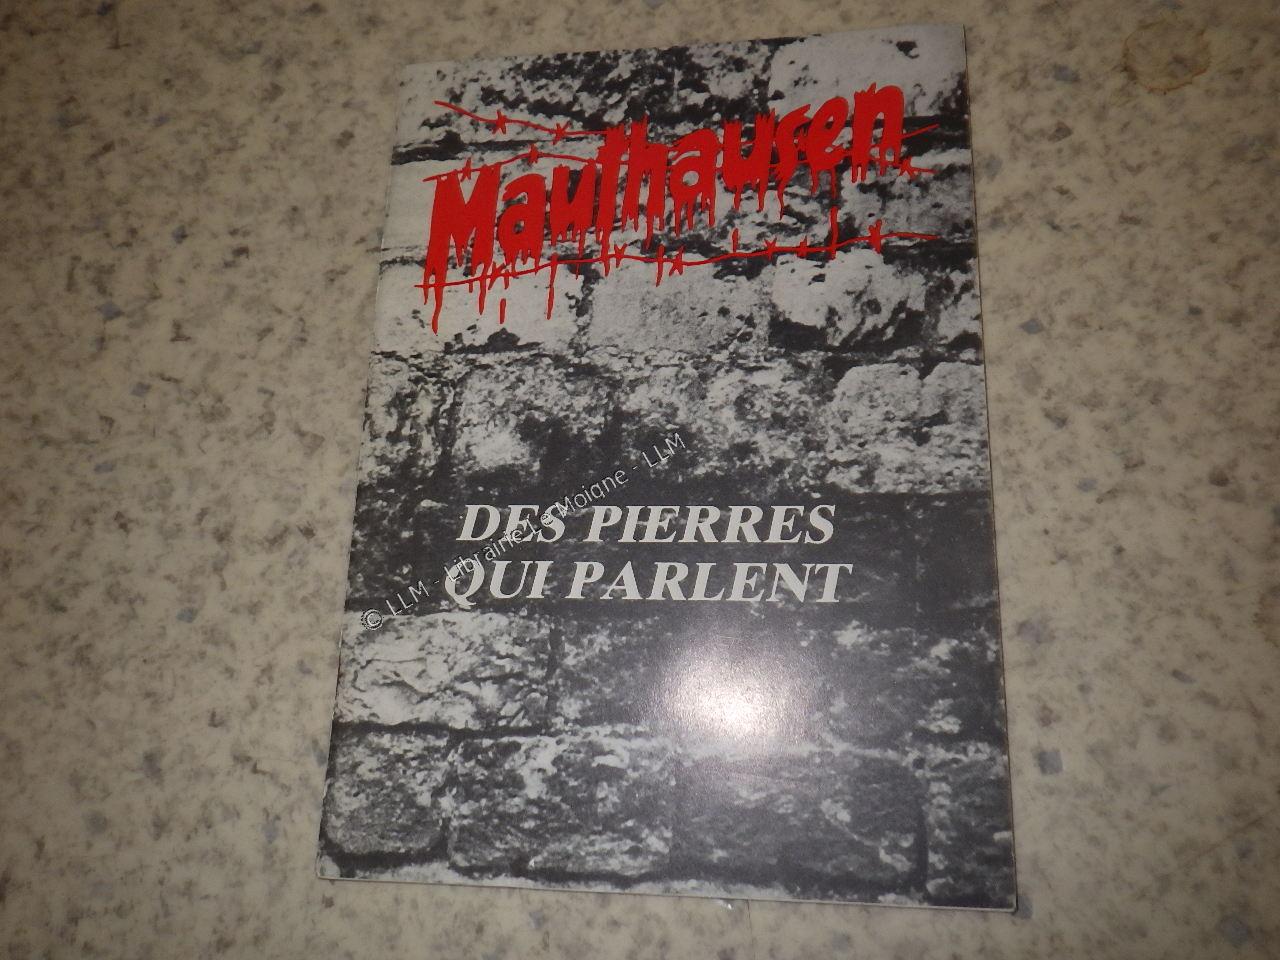 Mauthausen
DES PIERRES
QUI PARLENT
© LLM - Librairie Le Moigne - LLM